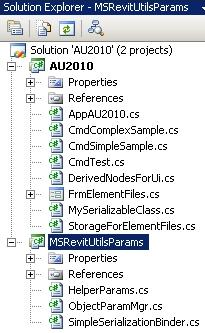 Solution Explorer - MSRevitUtilsParams
Solution 'AU2010' (2 projects)
AU2010
Properties
References
AppAU2010.cs
CmdComplexSample.cs
CmdSimpleSample.cs
CmdTest.cs
DerivedNodesForUi.cs
FrmElementFiles.cs
MySerializableClass.cs
StorageForElementFiles.cs
MSRevitUtilsParams
Properties
References
HelperParams.cs
ObjectParamMgr.cs
SimpleSerializationBinder.cs